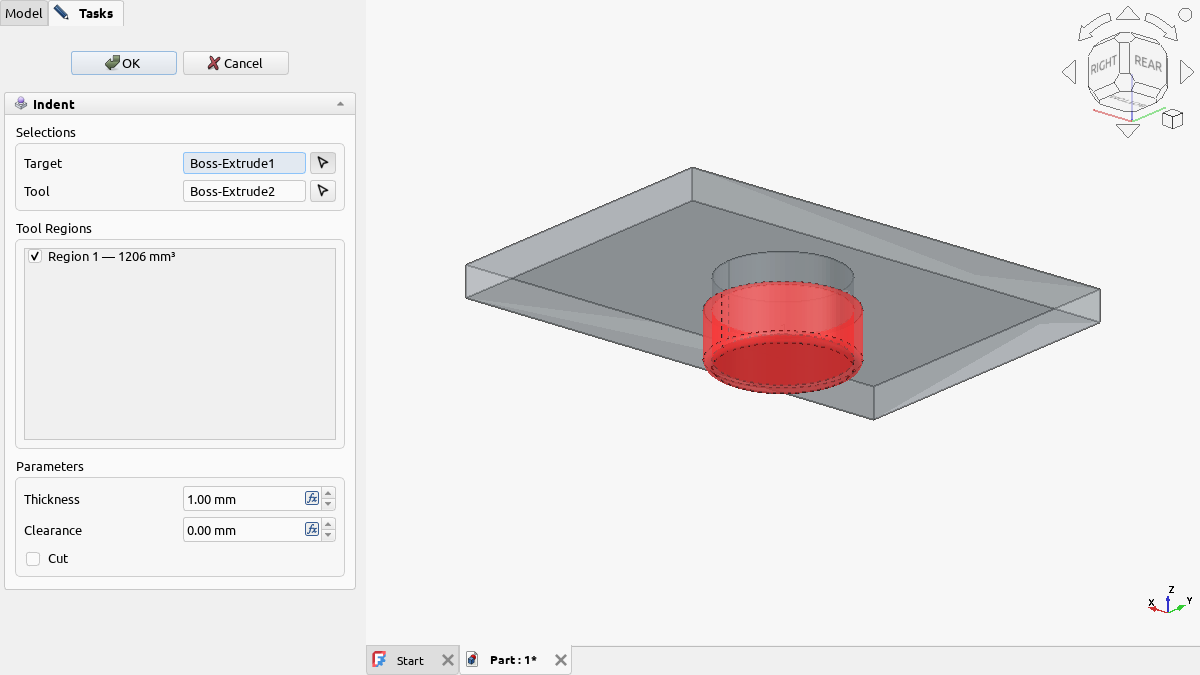 Model
Tasks
OK
Cancel
Indent
Selections
Target
Boss-Extrude1
Tool
Boss-Extrude2
Tool Regions
Region 1 — 1206 mm³
Parameters
Thickness
1.00 mm
Clearance
0.00 mm
Cut
RIGHT
REAR
Z
X
Y
Start
Part : 1*